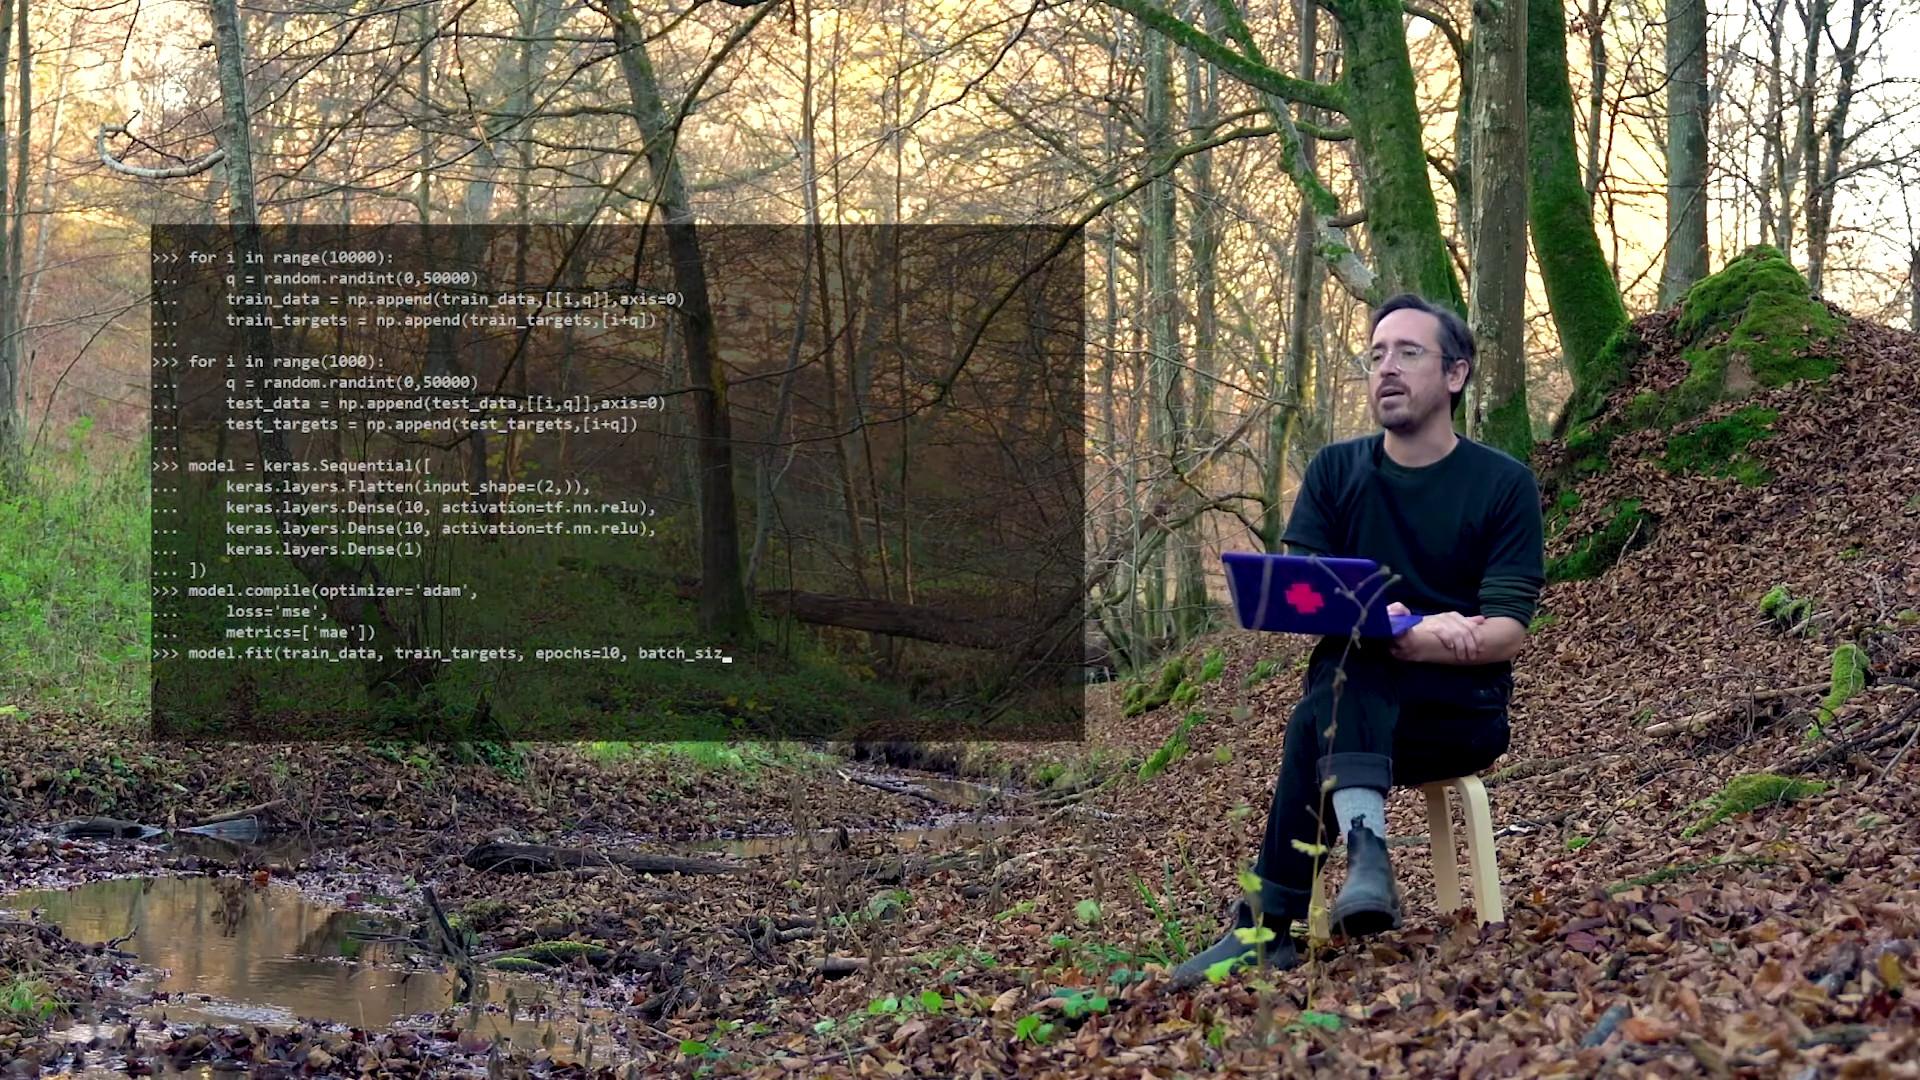 >>> for i in range(10000):
...     q = random.randint(0,50000)
...     train_data = np.append(train_data,[[i,q]],axis=0)
...     train_targets = np.append(train_targets,[i+q])
...
>>> for i in range(1000):
...     q = random.randint(0,50000)
...     test_data = np.append(test_data,[[i,q]],axis=0)
...     test_targets = np.append(test_targets,[i+q])
...
>>> model = keras.Sequential([
...     keras.layers.Flatten(input_shape=(2,)),
...     keras.layers.Dense(10, activation=tf.nn.relu),
...     keras.layers.Dense(10, activation=tf.nn.relu),
...     keras.layers.Dense(1)
... ])
>>> model.compile(optimizer='adam',
...     loss='mse',
...     metrics=['mae'])
>>> model.fit(train_data, train_targets, epochs=10, batch_siz